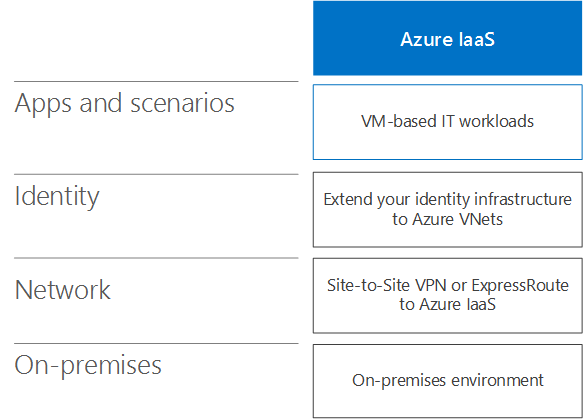 Azure IaaS
Apps and scenarios
VM-based IT workloads
Identity
Extend your identity infrastructure
to Azure VNets
Network
Site-to-Site VPN or ExpressRoute
to Azure IaaS
On-premises
On-premises environment